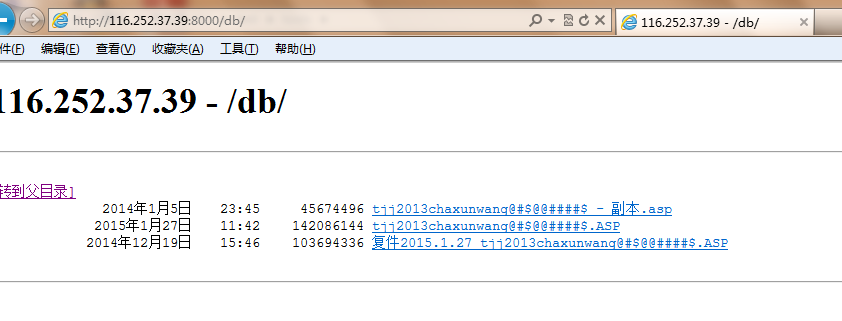 http://116.252.37.39:8000/db/
116.252.37.39 - /db/
件(F) 编辑(E) 查看(V) 收藏夹(A) 工具(T) 帮助(H)
116.252.37.39 - /db/
转到父目录]
2014年1月5日 23:45 45674496 tjj2013chaxunwang@#$@@####$ - 副本.asp
2015年1月27日 11:42 142086144 tjj2013chaxunwang@#$@@####$.ASP
2014年12月19日 15:46 103694336 复件2015.1.27 tjj2013chaxunwang@#$@@####$.ASP